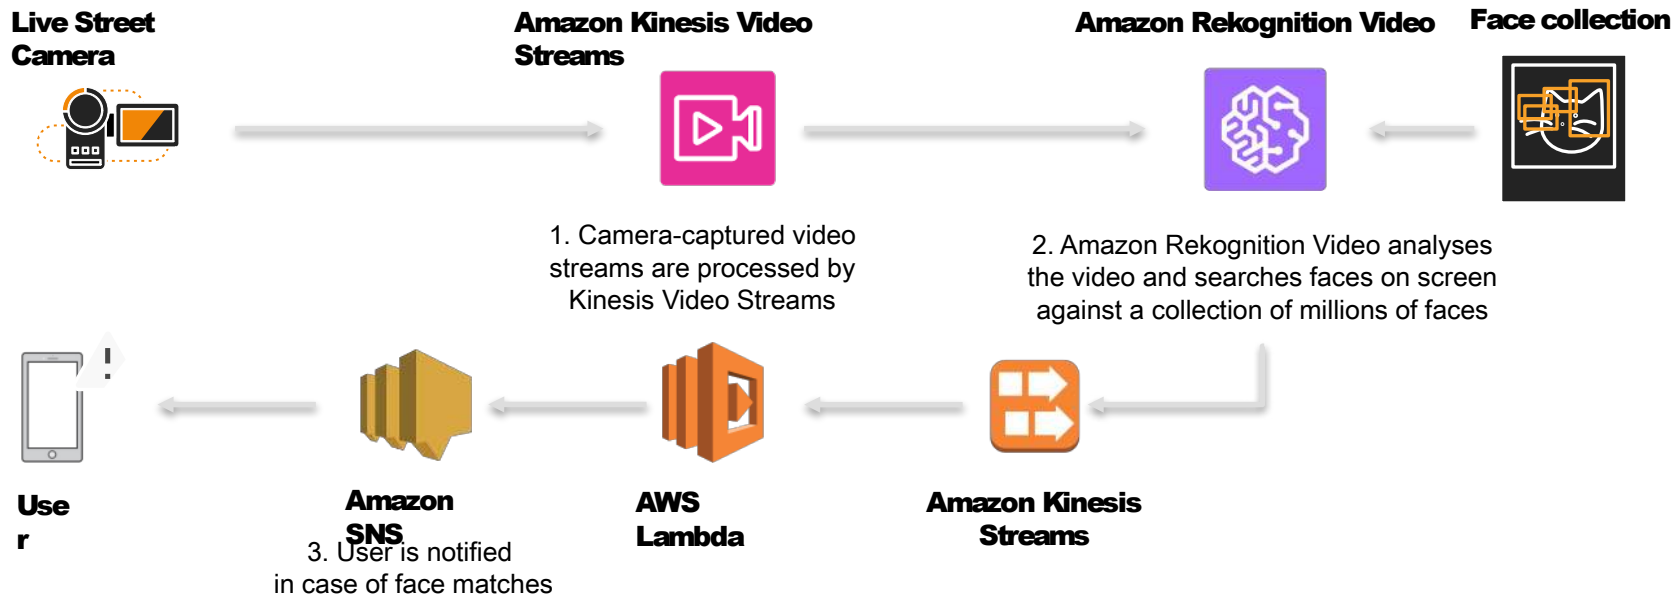 Live Street
Camera
Amazon Kinesis Video
Streams
Amazon Rekognition Video
Face collection
1. Camera-captured video
streams are processed by
Kinesis Video Streams
2. Amazon Rekognition Video analyses
the video and searches faces on screen
against a collection of millions of faces
!
Use
r
Amazon
SNS
AWS
Lambda
Amazon Kinesis
Streams
3. User is notified
in case of face matches